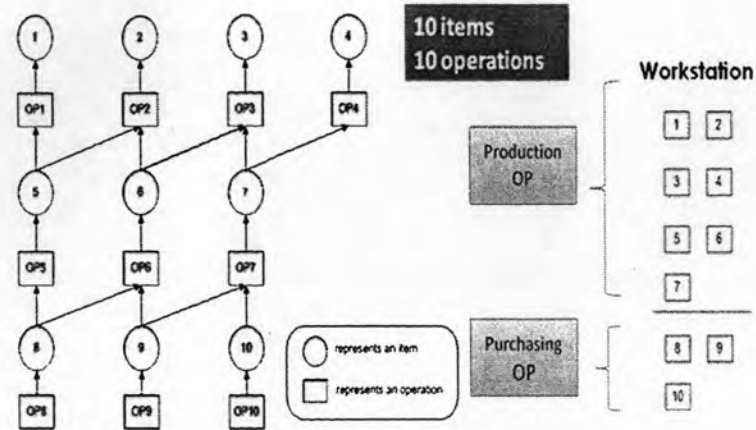 1 2 3 4
10 items
10 operations
Workstation
OP1 OP2 OP3 OP4
1 2
Production
OP
3 4
5 6 7
5 6
OP5 OP6 OP7
7
8 9 10
represents an item
represents an operation
Purchasing
OP
8 9
10
OP8 OP9 OP10